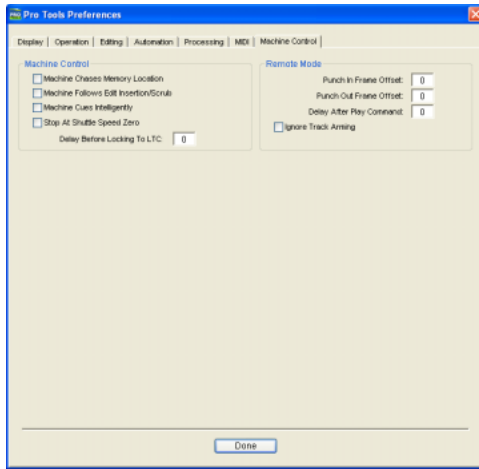 Pro Tools Preferences
Display | Operation | Editing | Automation | Processing | MIDI | Machine Control
Machine Control
Machine Chases Memory Location
Machine Follows Edit Insertion/Scrub
Machine Cues Intelligently
Stop At Shuttle Speed Zero
Delay Before Locking To LTC: 0
Remote Mode
Punch In Frame Offset: 0
Punch Out Frame Offset: 0
Delay After Play Command: 0
Ignore Track Arming
Done